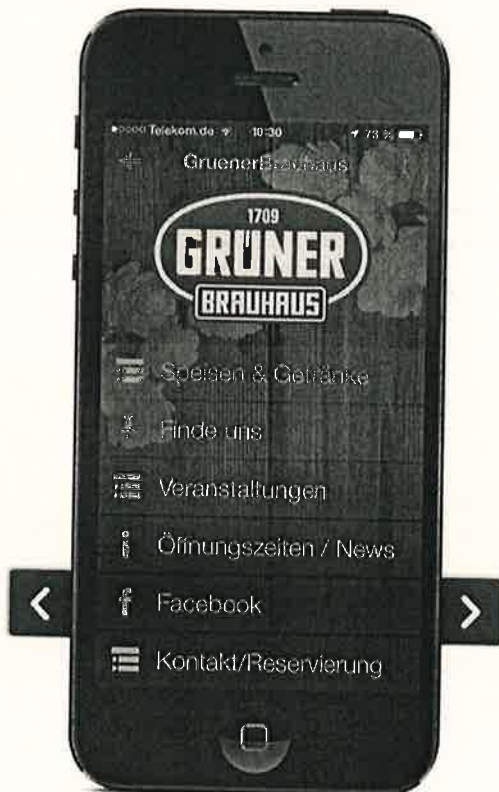 Telekom.de 10:30 73 %
GruenerBrauhaus
1709
GRÜNER
BRAUHAUS
Speisen & Getränke
Finde uns
Veranstaltungen
Öffnungszeiten / News
Facebook
Kontakt/Reservierung